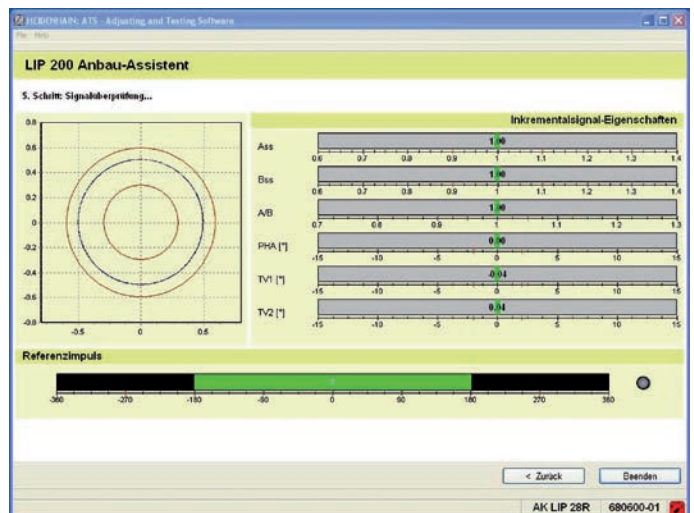 HEIDENHAIN: ATS - Adjusting and Testing Software
File Help
LIP 200 Anbau-Assistent
5. Schritt: Signalüberprüfung...
Inkrementalsignal-Eigenschaften
0.8
0.6
0.4
0.2
0
-0.2
-0.4
-0.6
-0.8
-0.5 0 0.5
Ass 1.00
0.6 0.7 0.8 0.9 1 1.1 1.2 1.3 1.4
Bss 1.00
0.6 0.7 0.8 0.9 1 1.1 1.2 1.3 1.4
A/B 1.00
0.7 0.8 0.9 1 1.1 1.2 1.3
PHA [°] 0.00
-15 -10 -5 0 5 10 15
TV1 [°] -0.04
-15 -10 -5 0 5 10 15
TV2 [°] 0.04
-15 -10 -5 0 5 10 15
Referenzimpuls
-360 -270 -180 -90 0 90 180 270 360
< Zurück Beenden
AK LIP 28R 680600-01